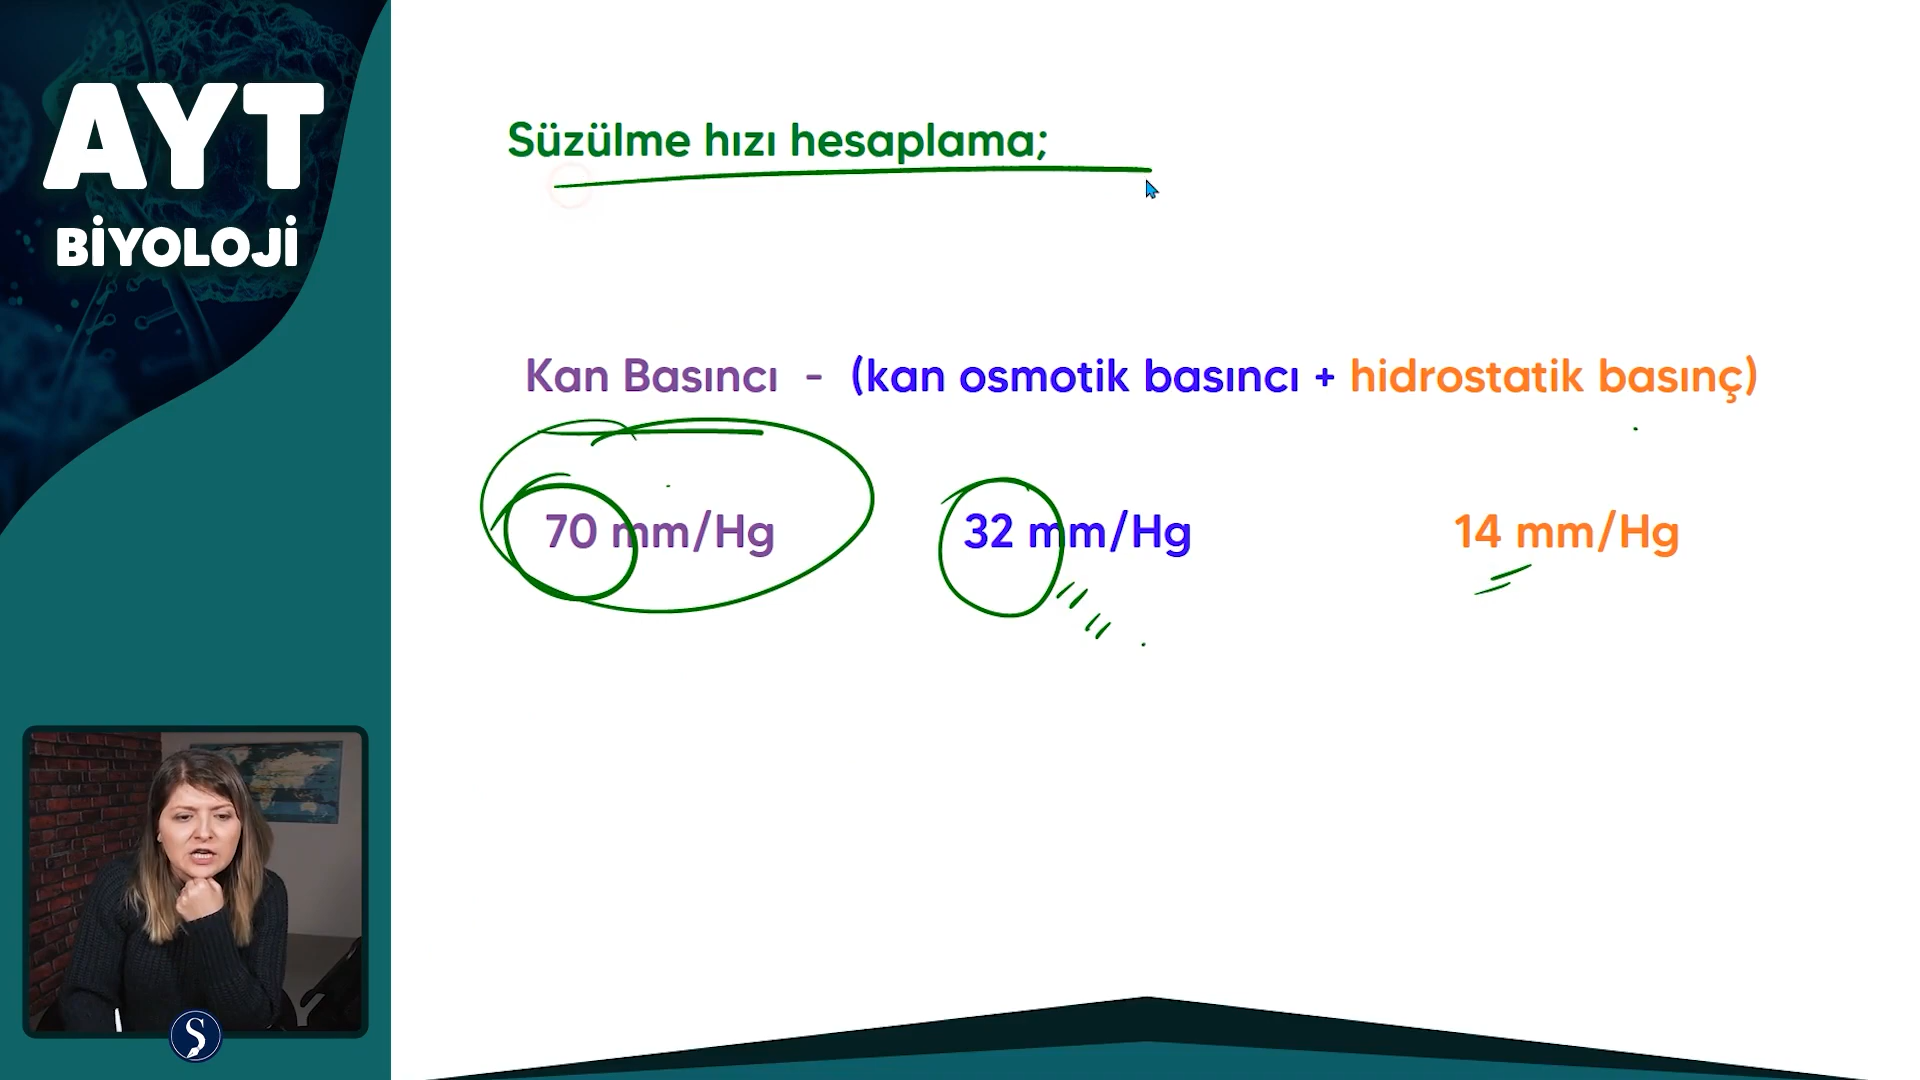 AYT
BİYOLOJİ
Süzülme hızı hesaplama;
Kan Basıncı - (kan osmotik basıncı + hidrostatik basınç)
70 mm/Hg 32 mm/Hg 14 mm/Hg
S